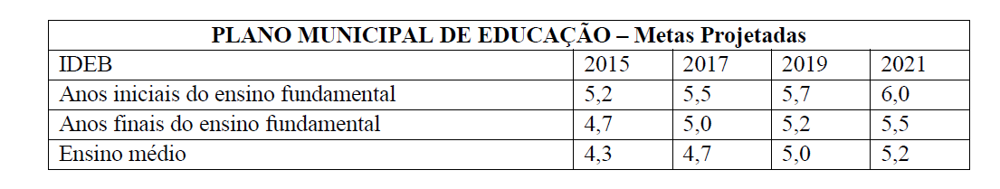 PLANO MUNICIPAL DE EDUCAÇÃO – Metas Projetadas
IDEB 2015 2017 2019 2021
Anos iniciais do ensino fundamental 5,2 5,5 5,7 6,0
Anos finais do ensino fundamental 4,7 5,0 5,2 5,5
Ensino médio 4,3 4,7 5,0 5,2